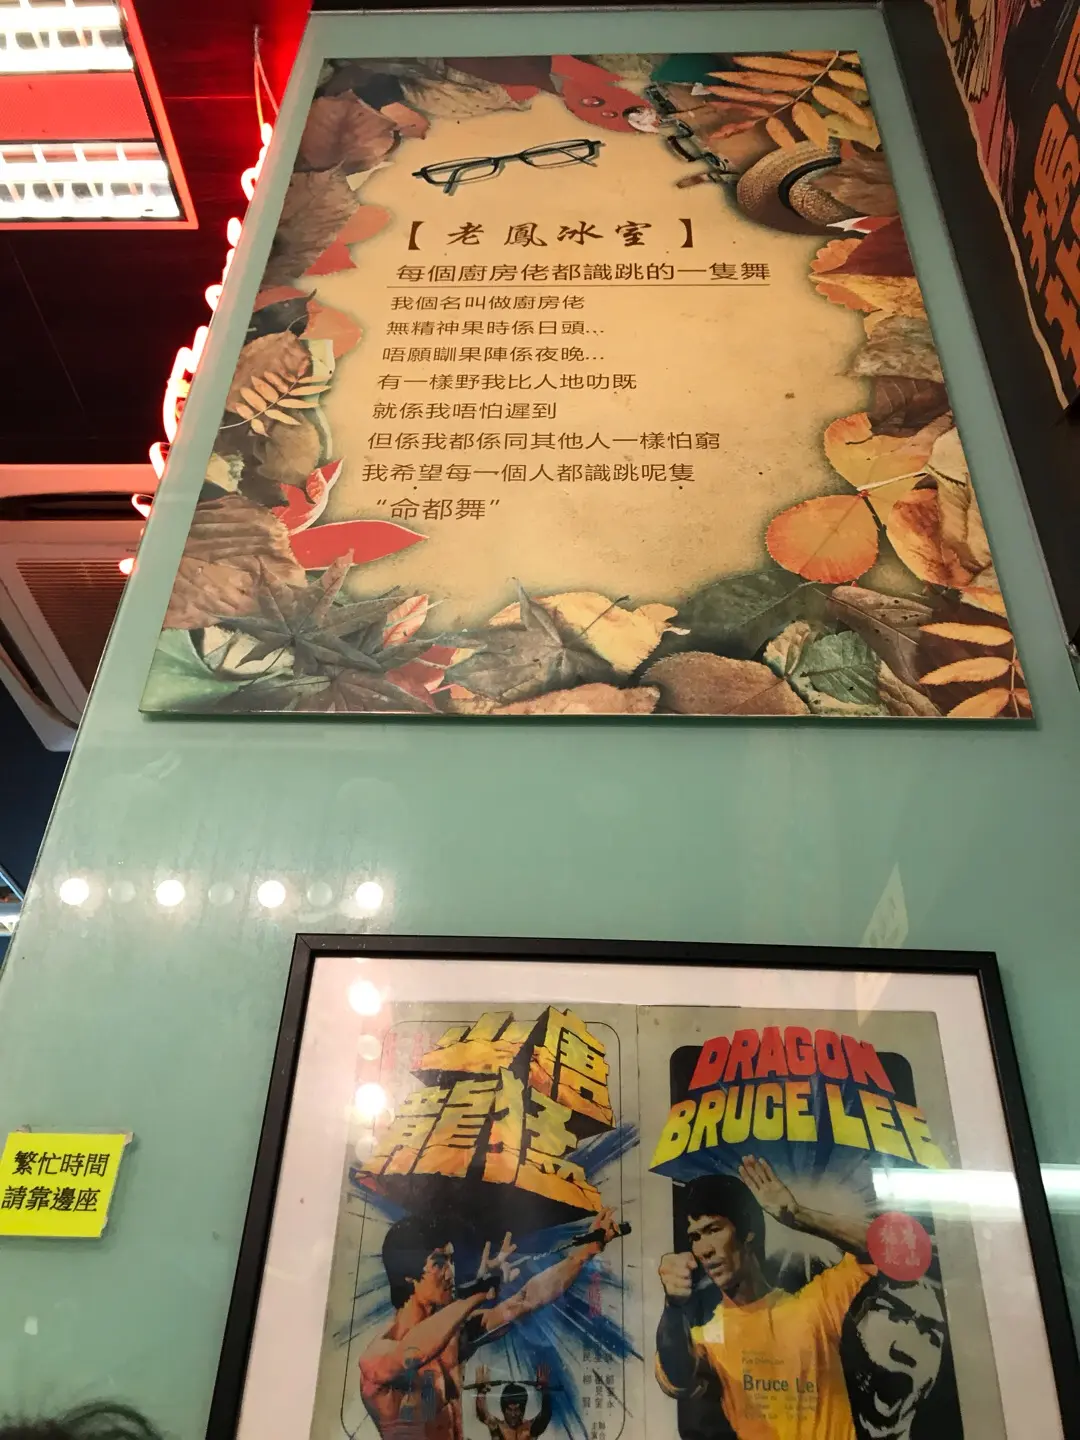 【老鳳冰室】
每個廚房佬都識跳的一隻舞
我個名叫做廚房佬
無精神果時係日頭...
唔願瞓果陣係夜晚...
有一樣野我比人地叻既
就係我唔怕遲到
但係我都係同其他人一樣怕窮
我希望每一個人都識跳呢隻
“命都舞”
繁忙時間
請靠邊座
唐山
猛龍
DRAGON
BRUCE LEE
Bruce Le